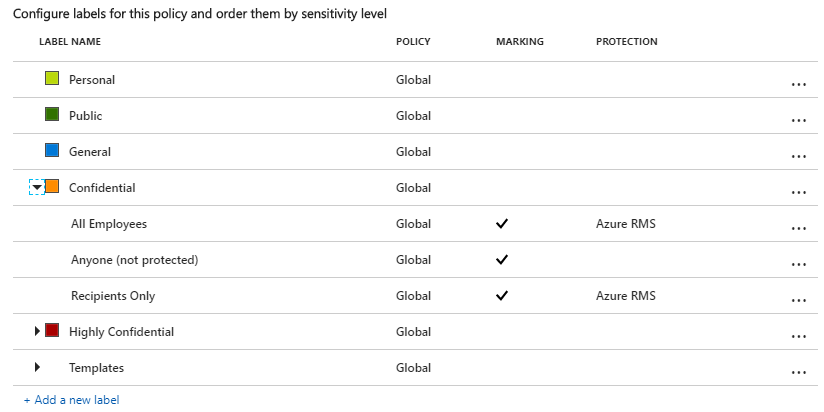 Configure labels for this policy and order them by sensitivity level
LABEL NAME POLICY MARKING PROTECTION
Personal Global ...
Public Global ...
General Global ...
Confidential Global ...
All Employees Global ✔ Azure RMS ...
Anyone (not protected) Global ✔ ...
Recipients Only Global ✔ Azure RMS ...
Highly Confidential Global ...
Templates Global ...
+ Add a new label